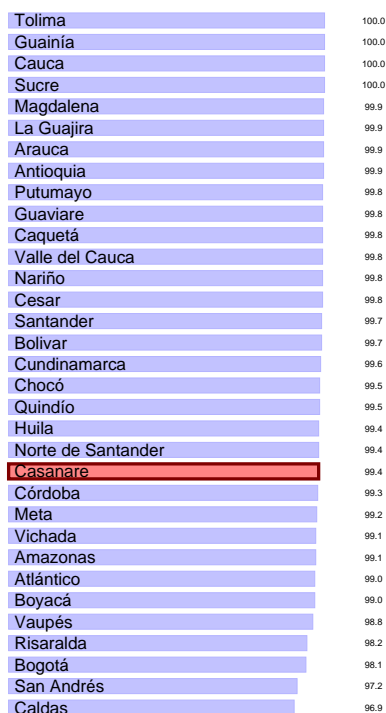 Tolima 100.0
Guainía 100.0
Cauca 100.0
Sucre 100.0
Magdalena 99.9
La Guajira 99.9
Arauca 99.9
Antioquia 99.9
Putumayo 99.8
Guaviare 99.8
Caquetá 99.8
Valle del Cauca 99.8
Nariño 99.8
Cesar 99.8
Santander 99.7
Bolivar 99.7
Cundinamarca 99.6
Chocó 99.5
Quindío 99.5
Huila 99.4
Norte de Santander 99.4
Casanare 99.4
Córdoba 99.3
Meta 99.2
Vichada 99.1
Amazonas 99.1
Atlántico 99.0
Boyacá 99.0
Vaupés 98.8
Risaralda 98.2
Bogotá 98.1
San Andrés 97.2
Caldas 96.9